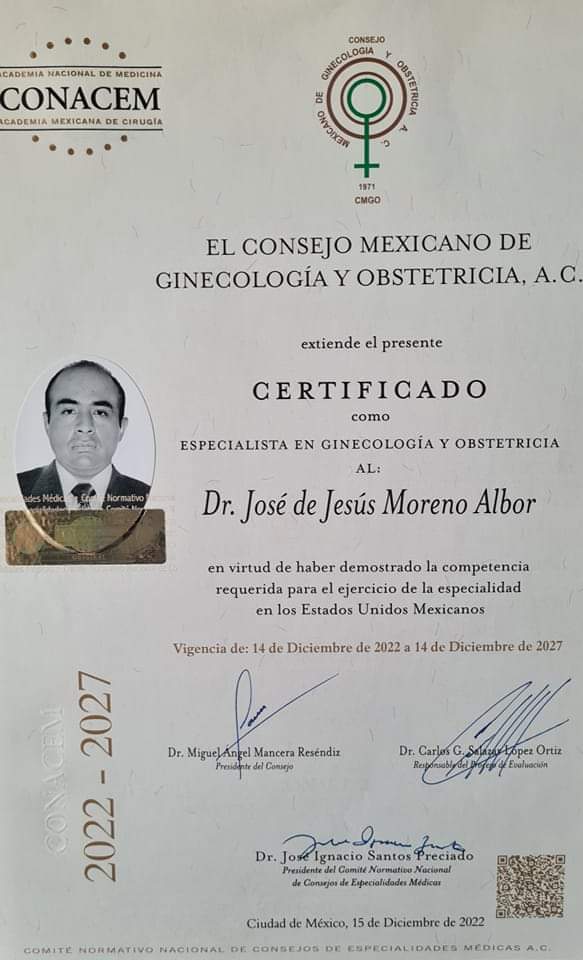 ACADEMIA NACIONAL DE MEDICINA
CONACEM
ACADEMIA MEXICANA DE CIRUGÍA
CONSEJO
MEXICANO DE GINECOLOGIA Y OBSTETRICIA A. C.
1971
CMGO
EL CONSEJO MEXICANO DE
GINECOLOGÍA Y OBSTETRICIA, A.C.
extiende el presente
CERTIFICADO
como
ESPECIALISTA EN GINECOLOGÍA Y OBSTETRICIA
AL:
Dr. José de Jesús Moreno Albor
en virtud de haber demostrado la competencia
requerida para el ejercicio de la especialidad
en los Estados Unidos Mexicanos
Vigencia de: 14 de Diciembre de 2022 a 14 de Diciembre de 2027
CONACEM
2022 - 2027
Dr. Miguel Ángel Mancera Reséndiz
Presidente del Consejo
Dr. Carlos G. Salazar López Ortiz
Responsable del Proceso de Evaluación
Dr. José Ignacio Santos Preciado
Presidente del Comité Normativo Nacional
de Consejos de Especialidades Médicas
Ciudad de México, 15 de Diciembre de 2022
COMITÉ NORMATIVO NACIONAL DE CONSEJOS DE ESPECIALIDADES MÉDICAS A.C.